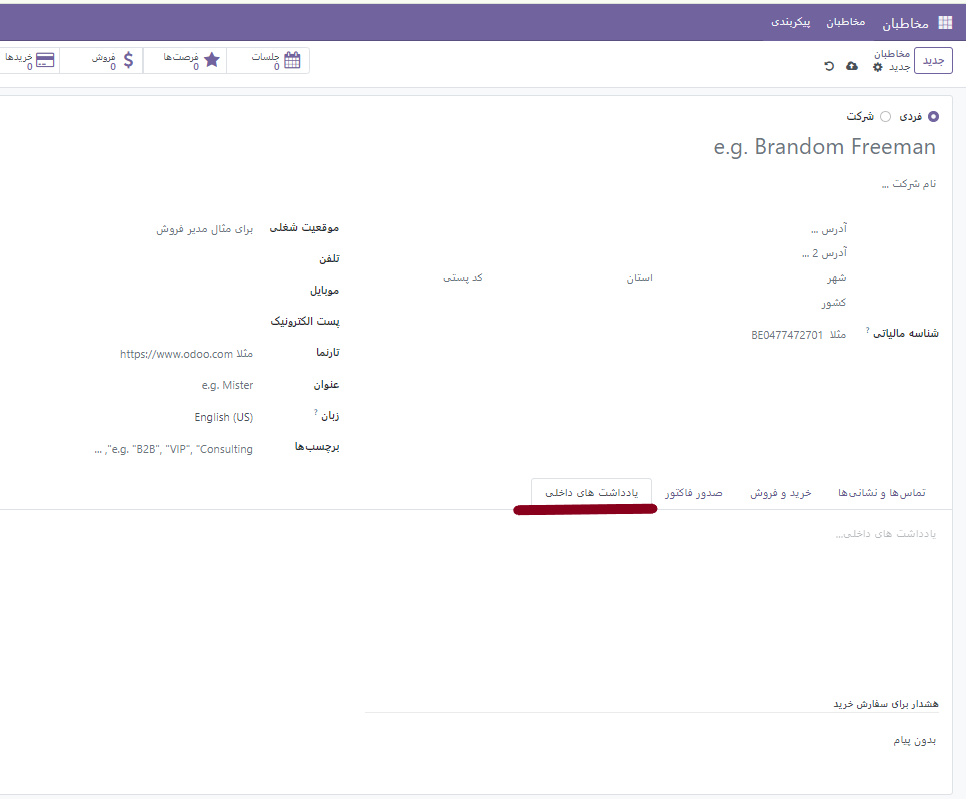 مخاطبان مخاطبان پیکربندی
جدید
مخاطبان
جدید
جلسات
0
فرصت‌ها
0
فروش
0
خریدها
0
فردی شرکت
e.g. Brandom Freeman
نام شرکت ...
آدرس ...
آدرس 2 ...
شهر استان کد پستی
کشور
شناسه مالیاتی ? مثلا BE0477472701
موقعیت شغلی برای مثال مدیر فروش
تلفن
موبایل
پست الکترونیک
تارنما مثلا https://www.odoo.com
عنوان e.g. Mister
زبان ? English (US)
برچسب‌ها e.g. "B2B", "VIP", "Consulting", ...
تماس‌ها و نشانی‌ها خرید و فروش صدور فاکتور یادداشت های داخلی
یادداشت های داخلی...
هشدار برای سفارش خرید
بدون پیام